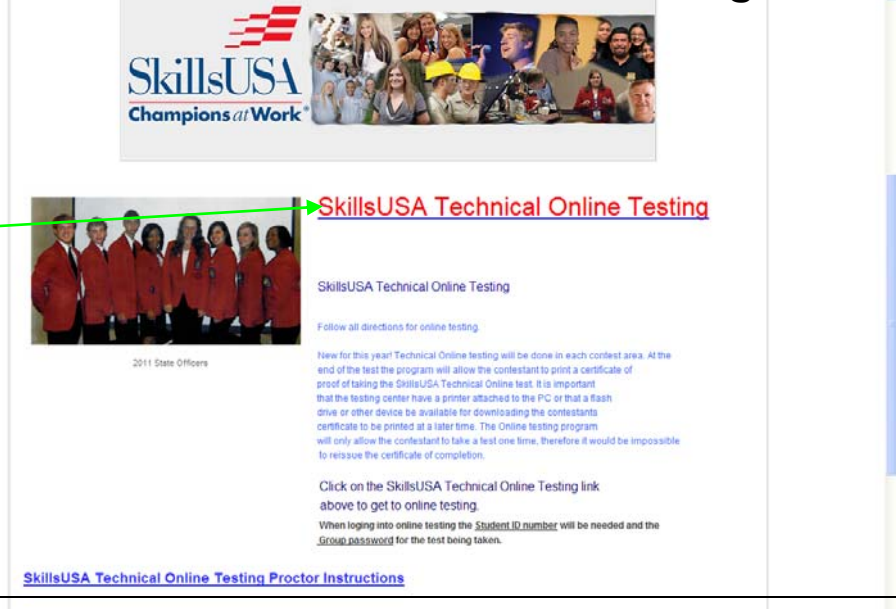 SkillsUSA
Champions at Work®
SkillsUSA Technical Online Testing
SkillsUSA Technical Online Testing
Follow all directions for online testing.
2011 State Officers
New for this year! Technical Online testing will be done in each contest area. At the
end of the test the program will allow the contestant to print a certificate of
proof of taking the SkillsUSA Technical Online test. It is important
that the testing center have a printer attached to the PC or that a flash
drive or other device be available for downloading the contestants
certificate to be printed at a later time. The Online testing program
will only allow the contestant to take a test one time, therefore it would be impossible
to reissue the certificate of completion.
Click on the SkillsUSA Technical Online Testing link
above to get to online testing.
When loging into online testing the Student ID number will be needed and the
Group password for the test being taken.
SkillsUSA Technical Online Testing Proctor Instructions